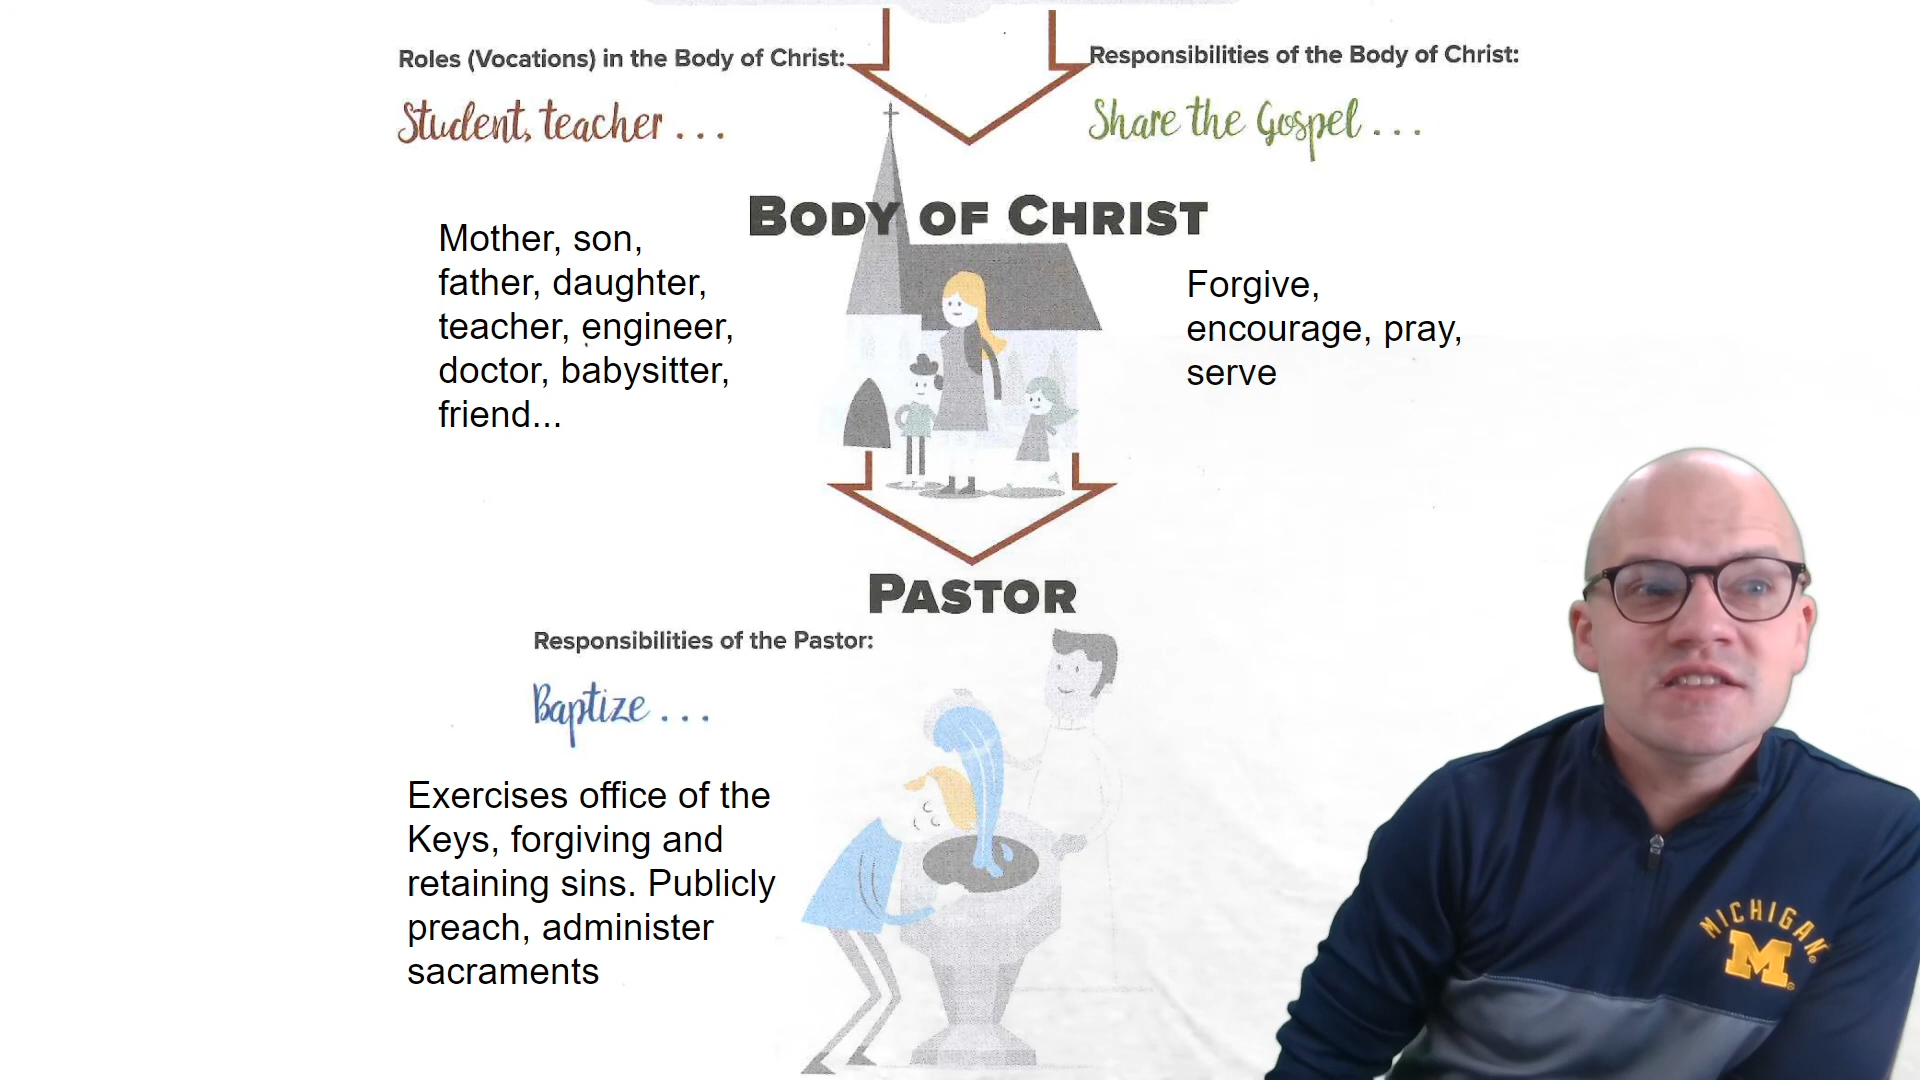 Roles (Vocations) in the Body of Christ:
Student, teacher . . .
Responsibilities of the Body of Christ:
Share the Gospel . . .
BODY OF CHRIST
Mother, son,
father, daughter,
teacher, engineer,
doctor, babysitter,
friend...
Forgive,
encourage, pray,
serve
PASTOR
Responsibilities of the Pastor:
Baptize . . .
Exercises office of the
Keys, forgiving and
retaining sins. Publicly
preach, administer
sacraments
MICHIGAN
M